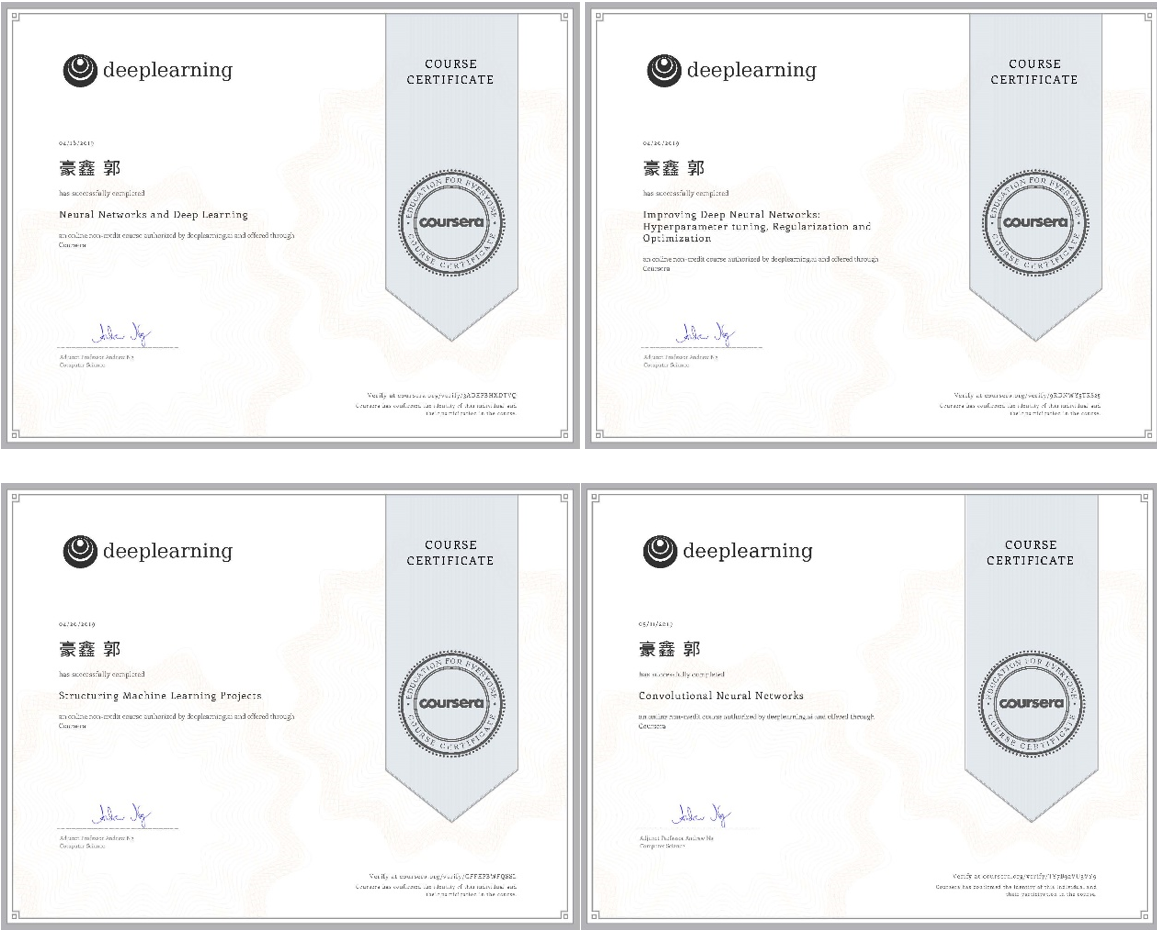 deeplearning
COURSE
CERTIFICATE
04/18/2019
豪鑫 郭
has successfully completed
Neural Networks and Deep Learning
an online non-credit course authorized by deeplearning.ai and offered through
Coursera
EDUCATION FOR EVERYONE
coursera
COURSE CERTIFICATE
Adjunct Professor Andrew Ng
Computer Science
Verify at coursera.org/verify/
Coursera has confirmed the identity of this individual and
their participation in the course.
deeplearning
COURSE
CERTIFICATE
04/20/2019
豪鑫 郭
has successfully completed
Improving Deep Neural Networks:
Hyperparameter tuning, Regularization and
Optimization
an online non-credit course authorized by deeplearning.ai and offered through
Coursera
EDUCATION FOR EVERYONE
coursera
COURSE CERTIFICATE
Adjunct Professor Andrew Ng
Computer Science
Verify at coursera.org/verify/
Coursera has confirmed the identity of this individual and
their participation in the course.
deeplearning
COURSE
CERTIFICATE
04/20/2019
豪鑫 郭
has successfully completed
Structuring Machine Learning Projects
an online non-credit course authorized by deeplearning.ai and offered through
Coursera
EDUCATION FOR EVERYONE
coursera
COURSE CERTIFICATE
Adjunct Professor Andrew Ng
Computer Science
Verify at coursera.org/verify/
Coursera has confirmed the identity of this individual and
their participation in the course.
deeplearning
COURSE
CERTIFICATE
05/11/2019
豪鑫 郭
has successfully completed
Convolutional Neural Networks
an online non-credit course authorized by deeplearning.ai and offered through
Coursera
EDUCATION FOR EVERYONE
coursera
COURSE CERTIFICATE
Adjunct Professor Andrew Ng
Computer Science
Verify at coursera.org/verify/
Coursera has confirmed the identity of this individual and
their participation in the course.